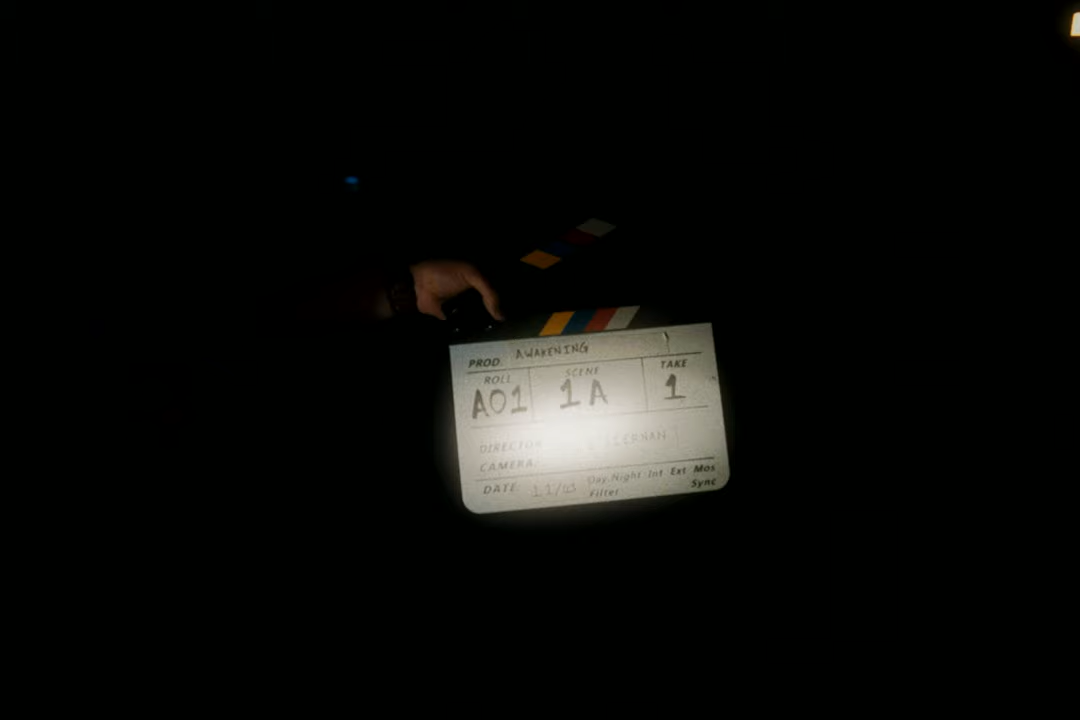 PROD. AWAKENING
ROLL SCENE TAKE
A01 1A 1
DIRECTOR
CAMERA
DATE Day Night Int Ext Mos
Filter Sync